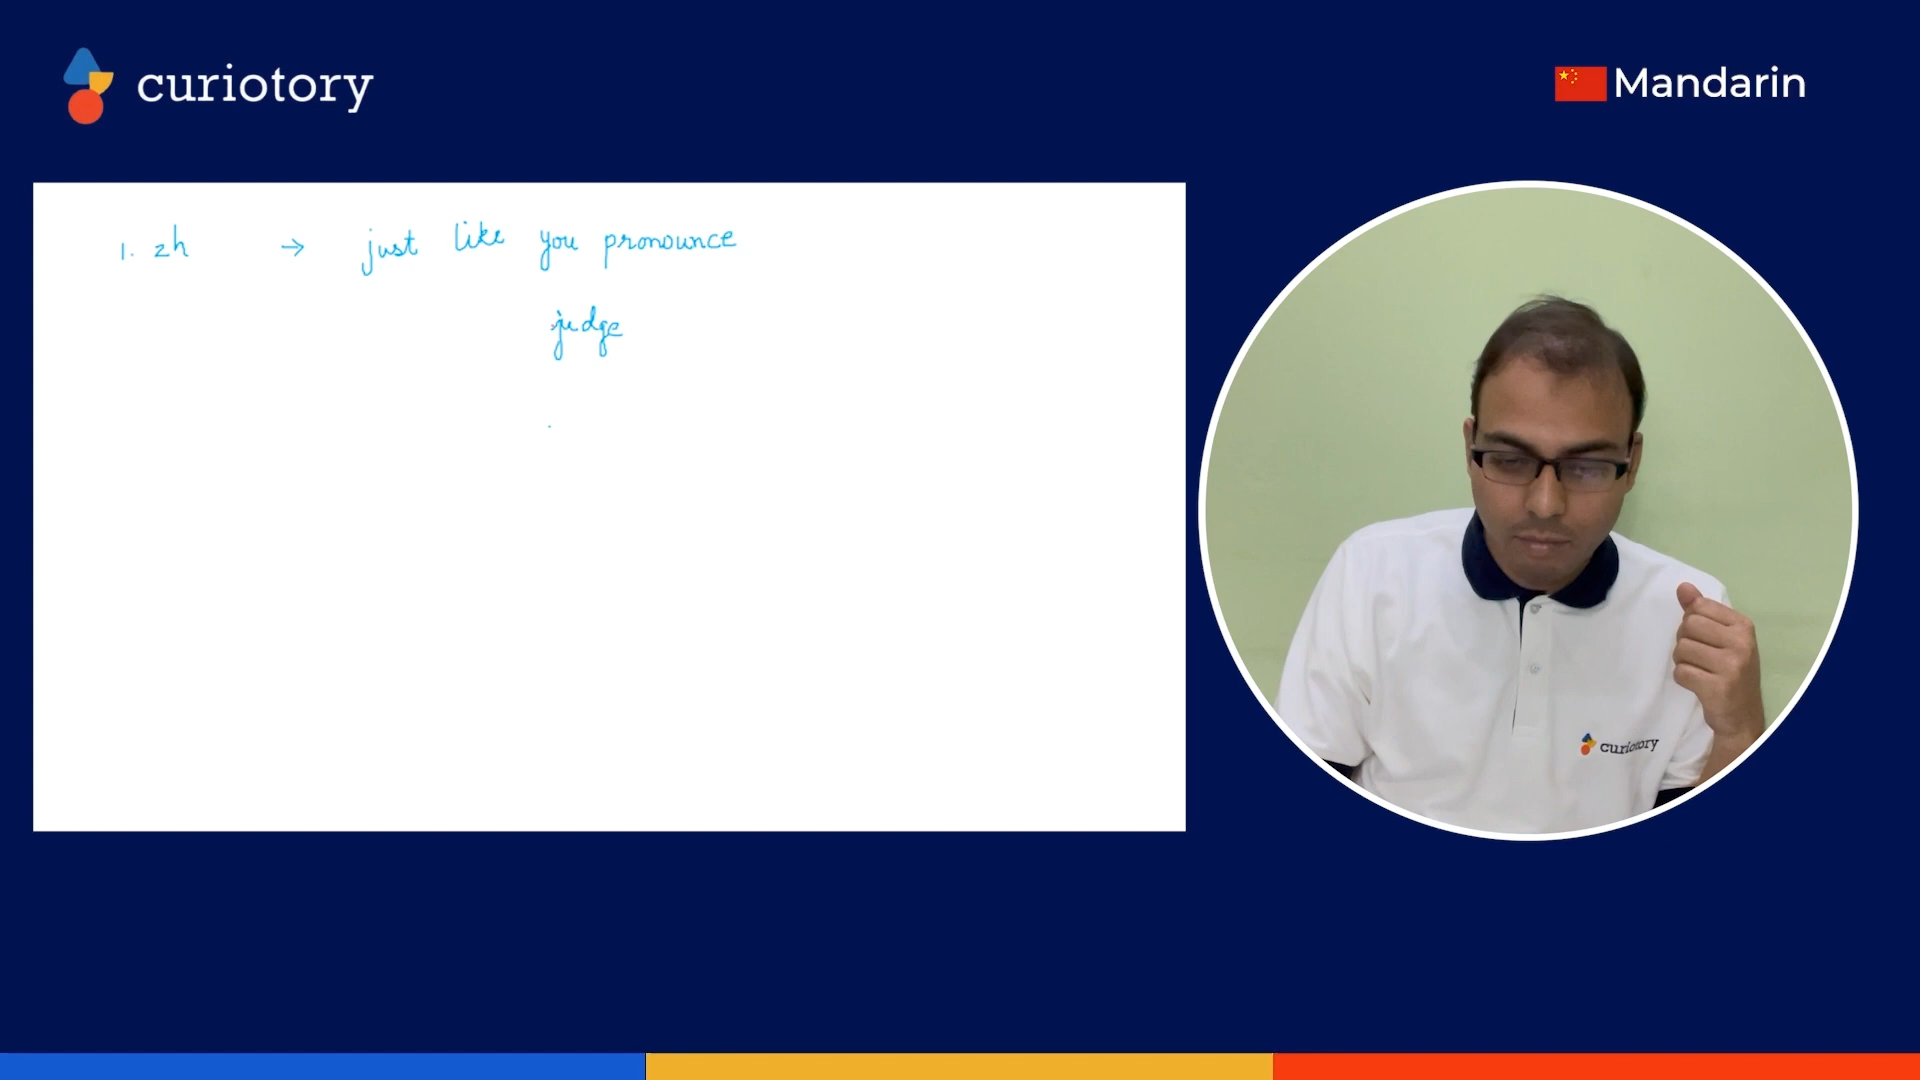 curiotory
Mandarin
1. zh → just like you pronounce
judge
curiotory